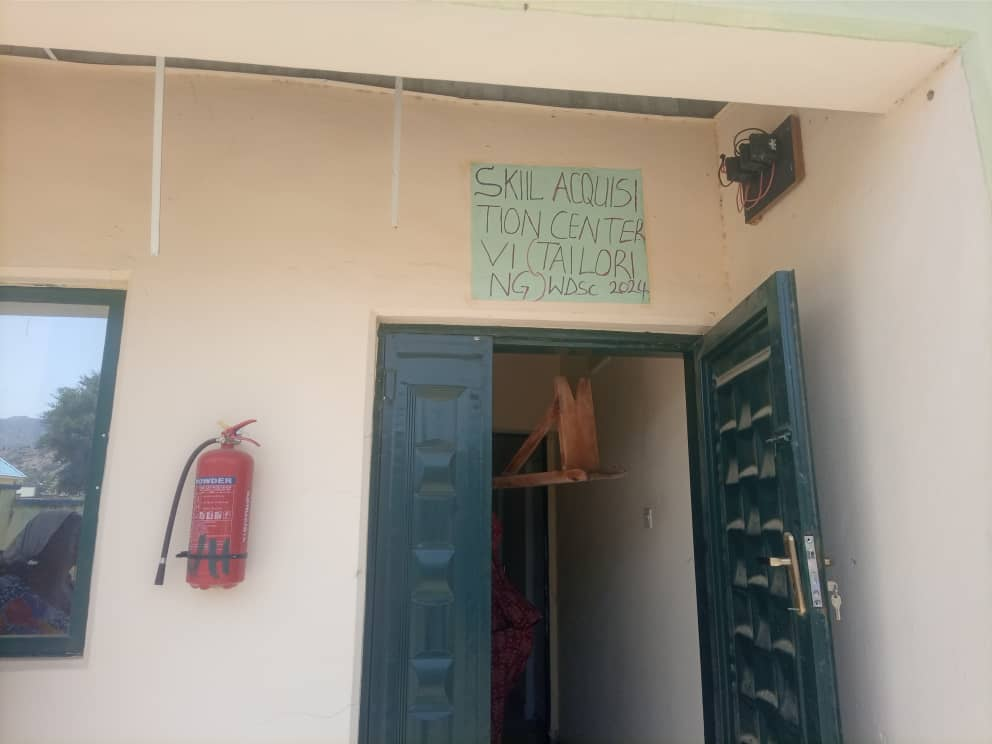 SKIIL ACQUISI
TION CENTER
VI (TAILORI
NG) WDSC 2024
POWDER